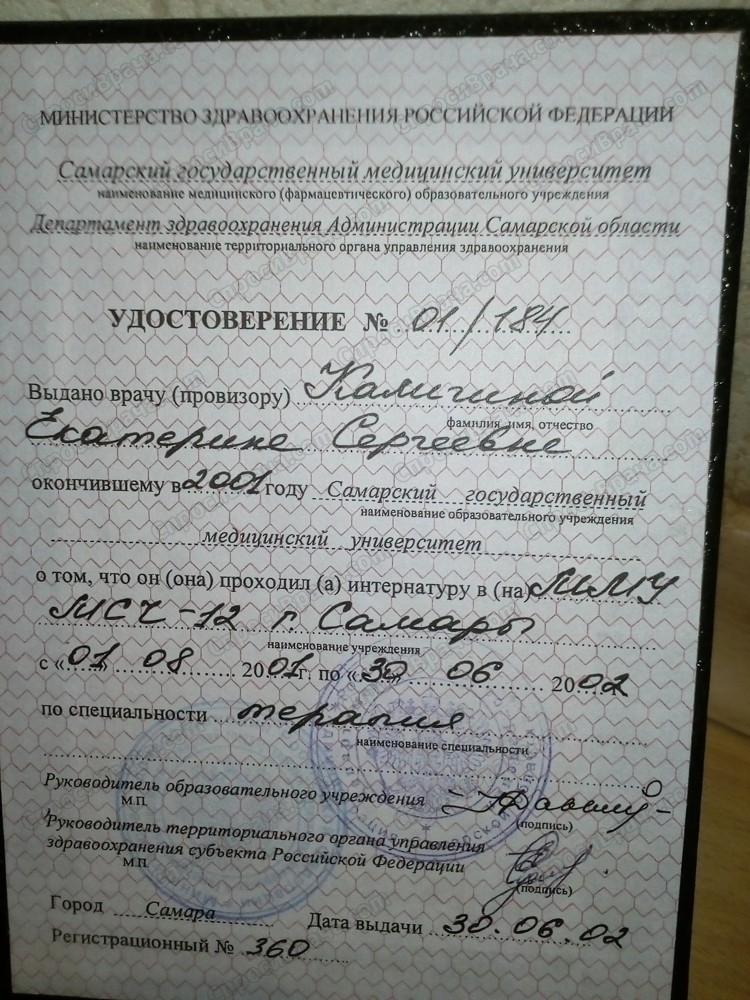 МИНИСТЕРСТВО ЗДРАВООХРАНЕНИЯ РОССИЙСКОЙ ФЕДЕРАЦИИ
Самарский государственный медицинский университет
наименование медицинского (фармацевтического) образовательного учреждения
Департамент здравоохранения Администрации Самарской области
наименование территориального органа управления здравоохранения
УДОСТОВЕРЕНИЕ № 01/184
Выдано врачу (провизору) Каличиной
фамилия, имя, отчество
Екатерине Сергеевне
окончившему в 2001 году Самарский государственный
наименование образовательного учреждения
медицинский университет
о том, что он (она) проходил (а) интернатуру в (на) ММУ
МСЧ-12 г. Самары
наименование учреждения
с «01» 08 2001г. по «30» 06 2002
по специальности терапия
наименование специальности
Руководитель образовательного учреждения
М.П.
(подпись)
Руководитель территориального органа управления
здравоохранения субъекта Российской Федерации
М.П.
(подпись)
Город Самара Дата выдачи 30.06.02
Регистрационный № 360
СпросиВрача.com